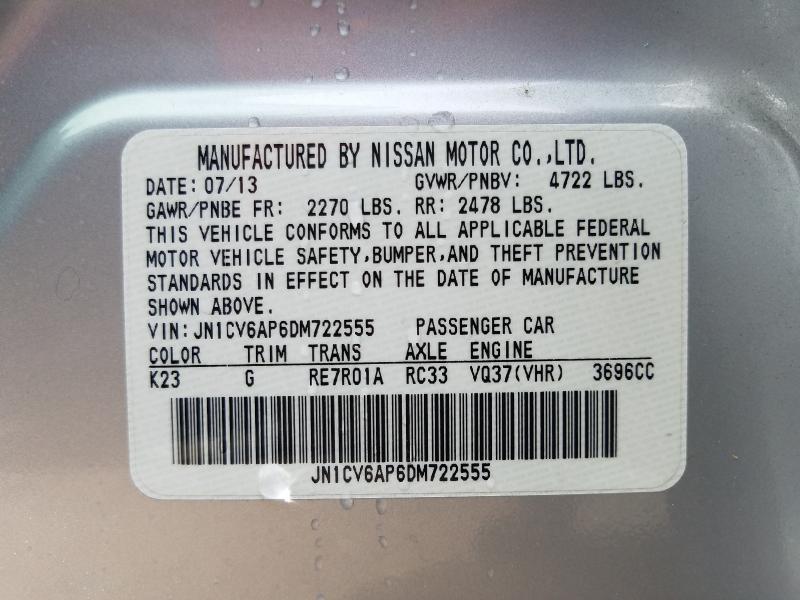 MANUFACTURED BY NISSAN MOTOR CO.,LTD.
DATE: 07/13 GVWR/PNBV: 4722 LBS.
GAWR/PNBE FR: 2270 LBS. RR: 2478 LBS.
THIS VEHICLE CONFORMS TO ALL APPLICABLE FEDERAL
MOTOR VEHICLE SAFETY,BUMPER,AND THEFT PREVENTION
STANDARDS IN EFFECT ON THE DATE OF MANUFACTURE
SHOWN ABOVE.
VIN: JN1CV6AP6DM722555 PASSENGER CAR
COLOR TRIM TRANS AXLE ENGINE
K23 G RE7R01A RC33 VQ37(VHR) 3696CC
JN1CV6AP6DM722555